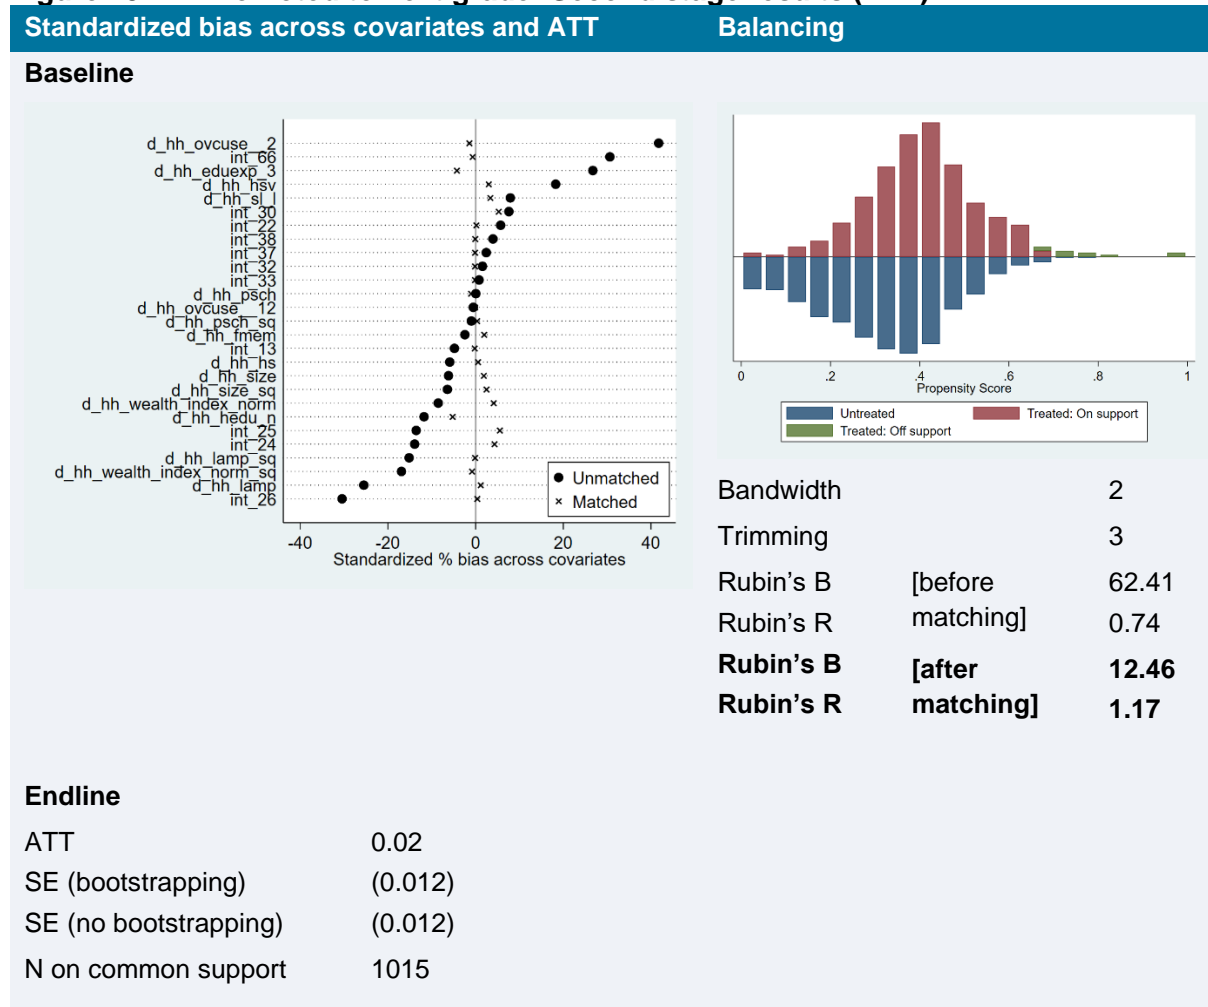 Standardized bias across covariates and ATT
Balancing
Baseline
d_hh_ovcuse__2
int_66
d_hh_eduexp_3
d_hh_hsv
d_hh_sl_l
int_30
int_22
int_38
int_37
int_32
int_33
d_hh_psch
d_hh_ovcuse__12
d_hh_psch_sq
d_hh_fmem
int_13
d_hh_hs
d_hh_size
d_hh_size_sq
d_hh_wealth_index_norm
d_hh_hedu_n
int_25
int_24
d_hh_lamp_sq
d_hh_wealth_index_norm_sq
d_hh_lamp
int_26
Unmatched
Matched
-40 -20 0 20 40
Standardized % bias across covariates
0 .2 .4 .6 .8 1
Propensity Score
Untreated Treated: On support
Treated: Off support
Bandwidth 2
Trimming 3
Rubin's B [before 62.41
Rubin's R matching] 0.74
Rubin's B [after 12.46
Rubin's R matching] 1.17
Endline
ATT 0.02
SE (bootstrapping) (0.012)
SE (no bootstrapping) (0.012)
N on common support 1015